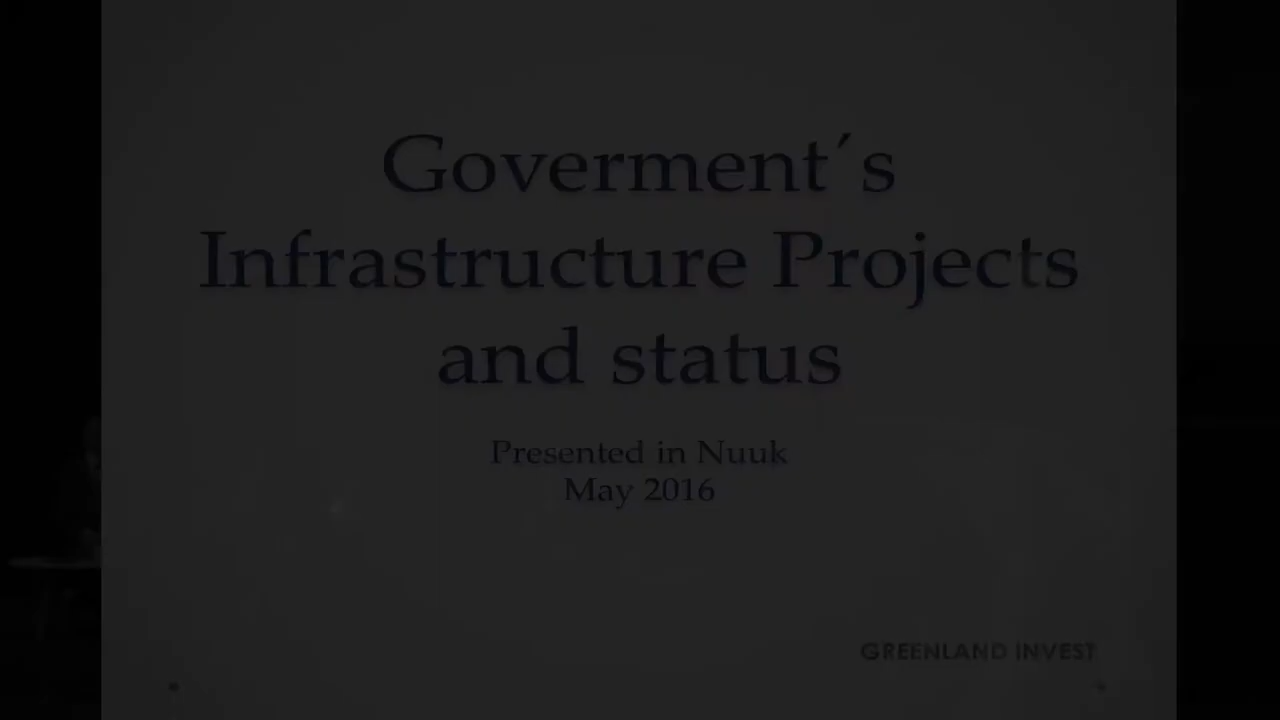 Goverment´s
Infrastructure Projects
and status
Presented in Nuuk
May 2016
GREENLAND INVEST